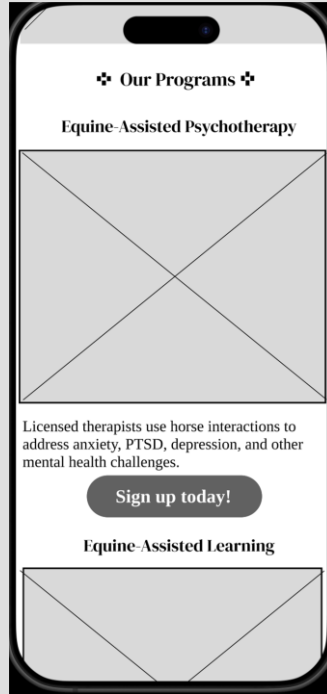 ✣ Our Programs ✣
Equine-Assisted Psychotherapy
Licensed therapists use horse interactions to
address anxiety, PTSD, depression, and other
mental health challenges.
Sign up today!
Equine-Assisted Learning